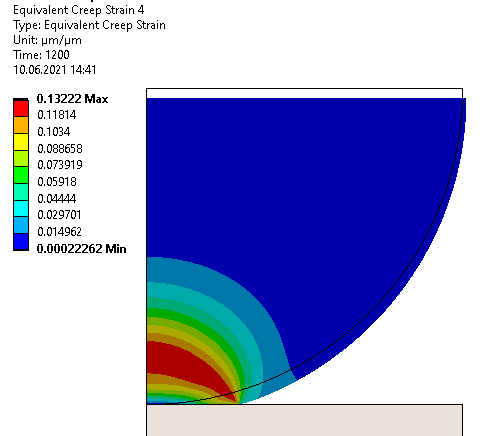 Equivalent Creep Strain 4
Type: Equivalent Creep Strain
Unit: µm/µm
Time: 1200
10.06.2021 14:41
0.13222 Max
0.11814
0.1034
0.088658
0.073919
0.05918
0.04444
0.029701
0.014962
0.00022262 Min